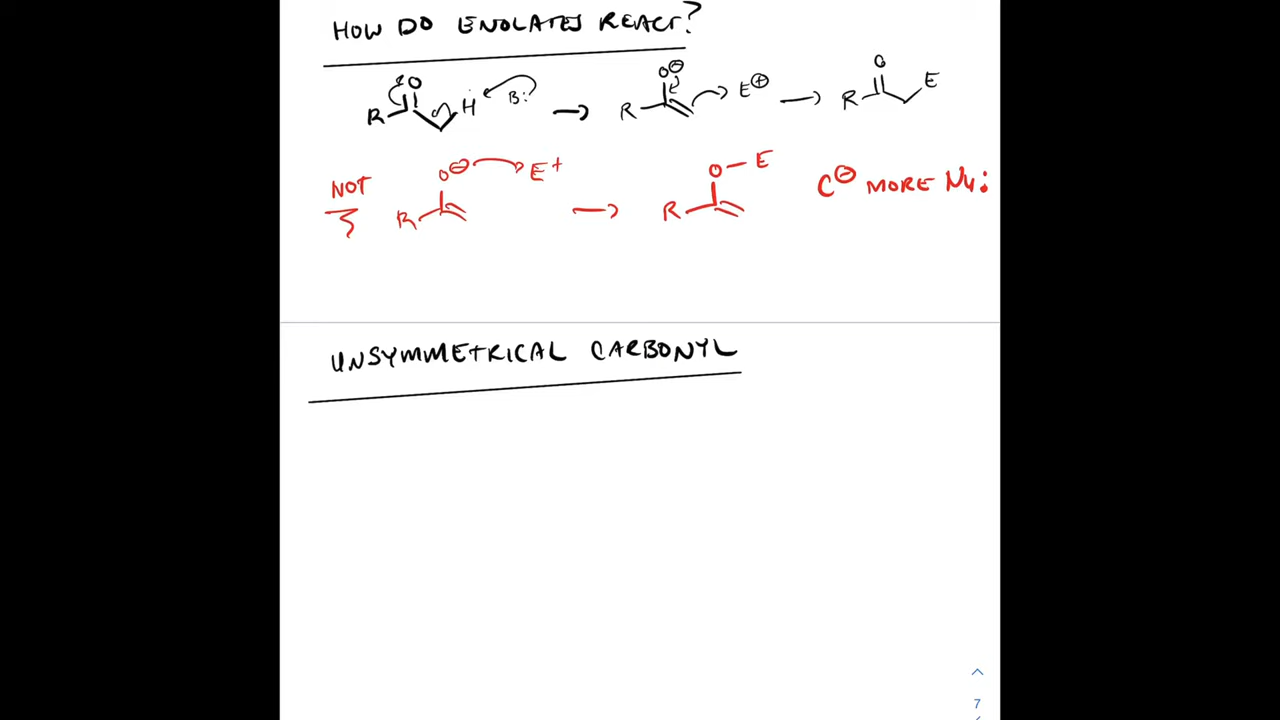 HOW DO ENOLATES REACT?
O
R H B: → O⊖ R E⊕ → O R E
NOT R O⊖ E+ → R O-E C⊖ MORE Nu:
UNSYMMETRICAL CARBONYL
7